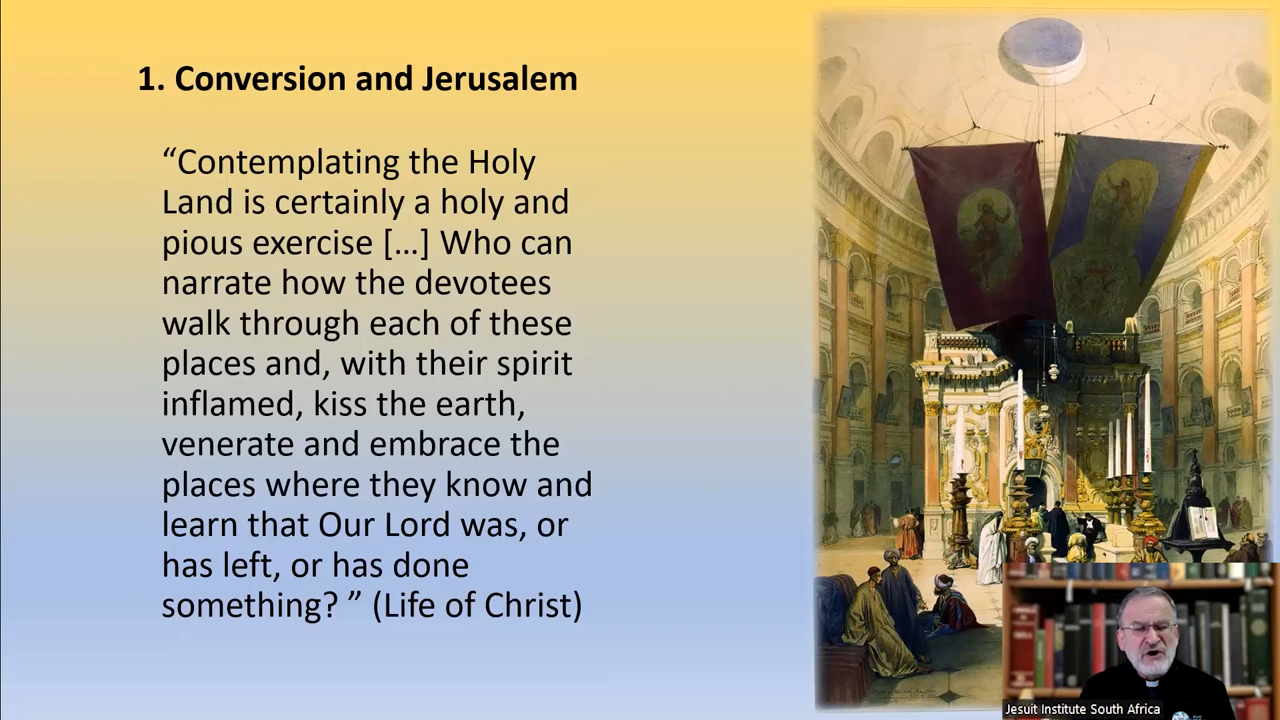 1. Conversion and Jerusalem
“Contemplating the Holy
Land is certainly a holy and
pious exercise […] Who can
narrate how the devotees
walk through each of these
places and, with their spirit
inflamed, kiss the earth,
venerate and embrace the
places where they know and
learn that Our Lord was, or
has left, or has done
something? ” (Life of Christ)
Jesuit Institute South Africa